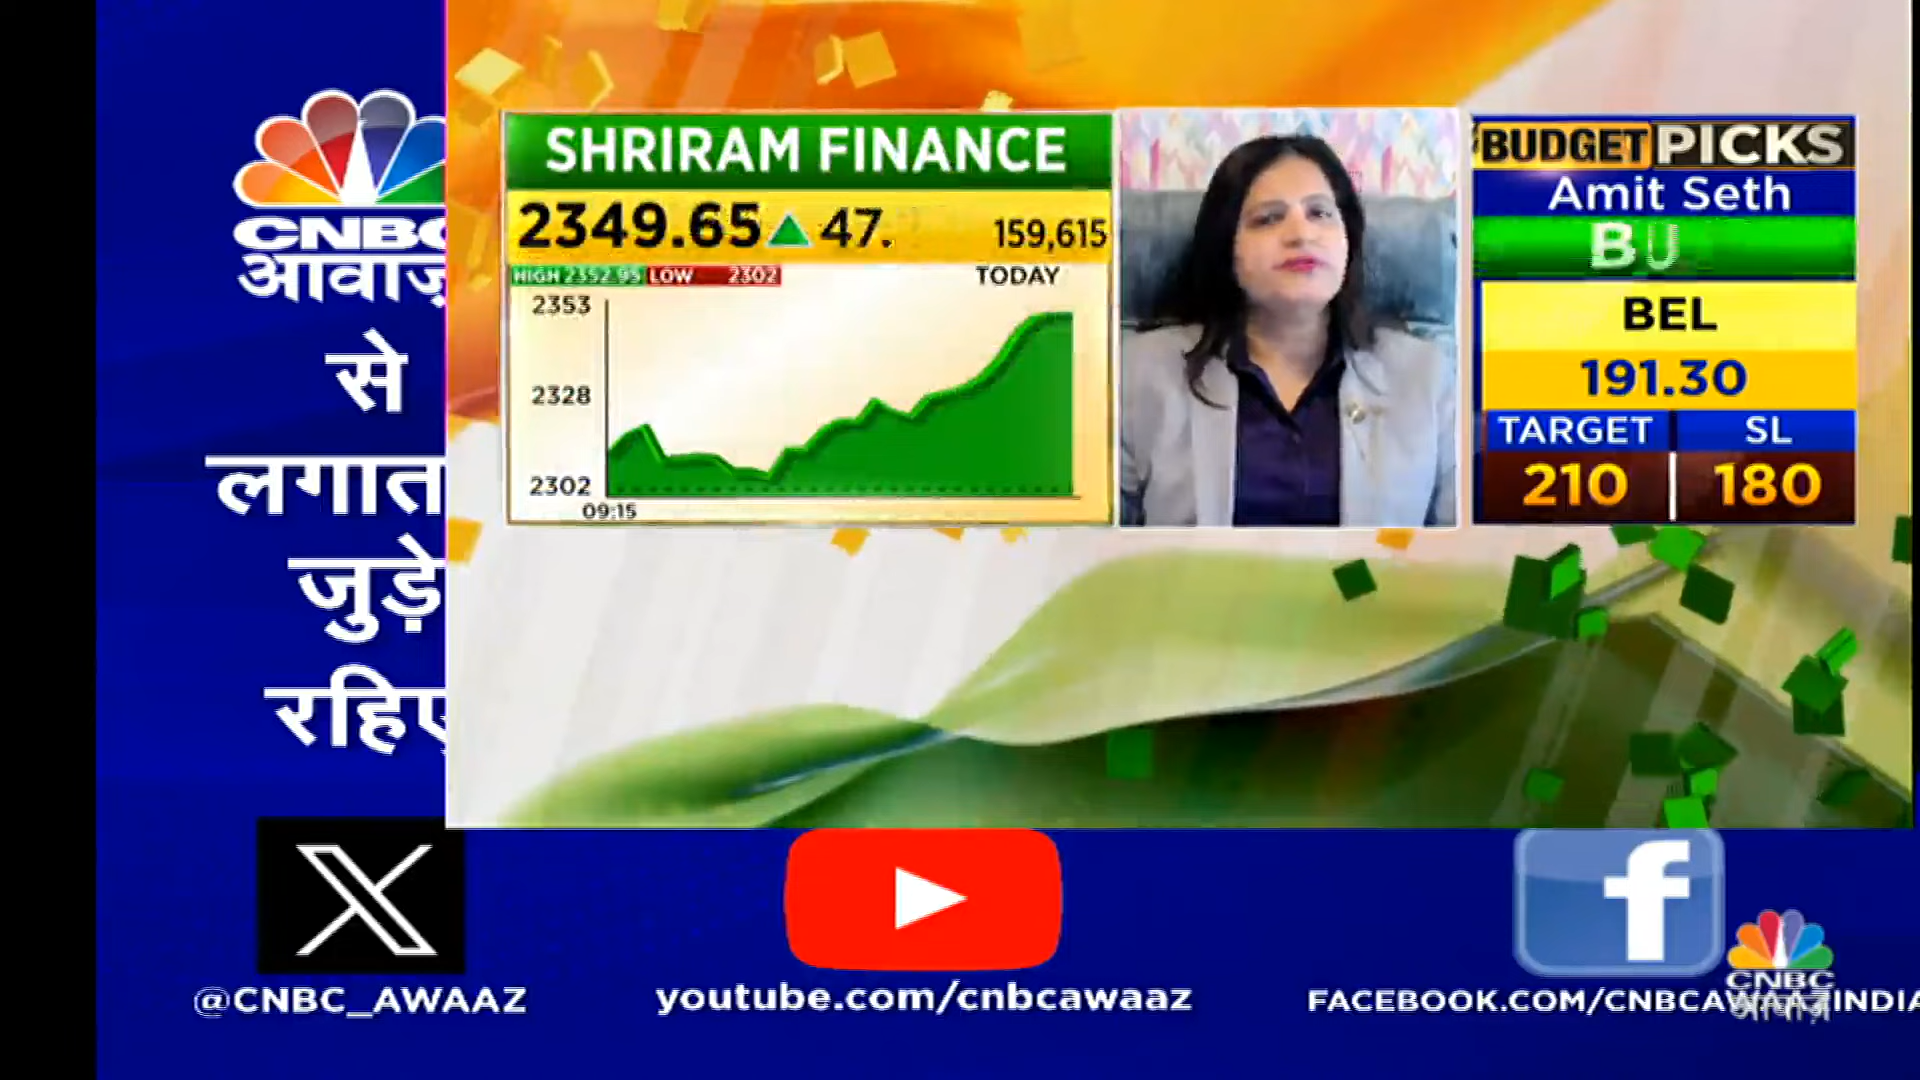 CNBC
आवाज़
से
जुड़े
SHRIRAM FINANCE
2349.65 ▲ 47. 159,615
HIGH 2352.95 LOW 2302 TODAY
2353
2328
2302
09:15
BUDGET PICKS
Amit Seth
BU
BEL
191.30
TARGET SL
210 180
@CNBC_AWAAZ
youtube.com/cnbcawaaz
f
FACEBOOK.COM/CNBCAWAAZINDIA
CNBC
आवाज़